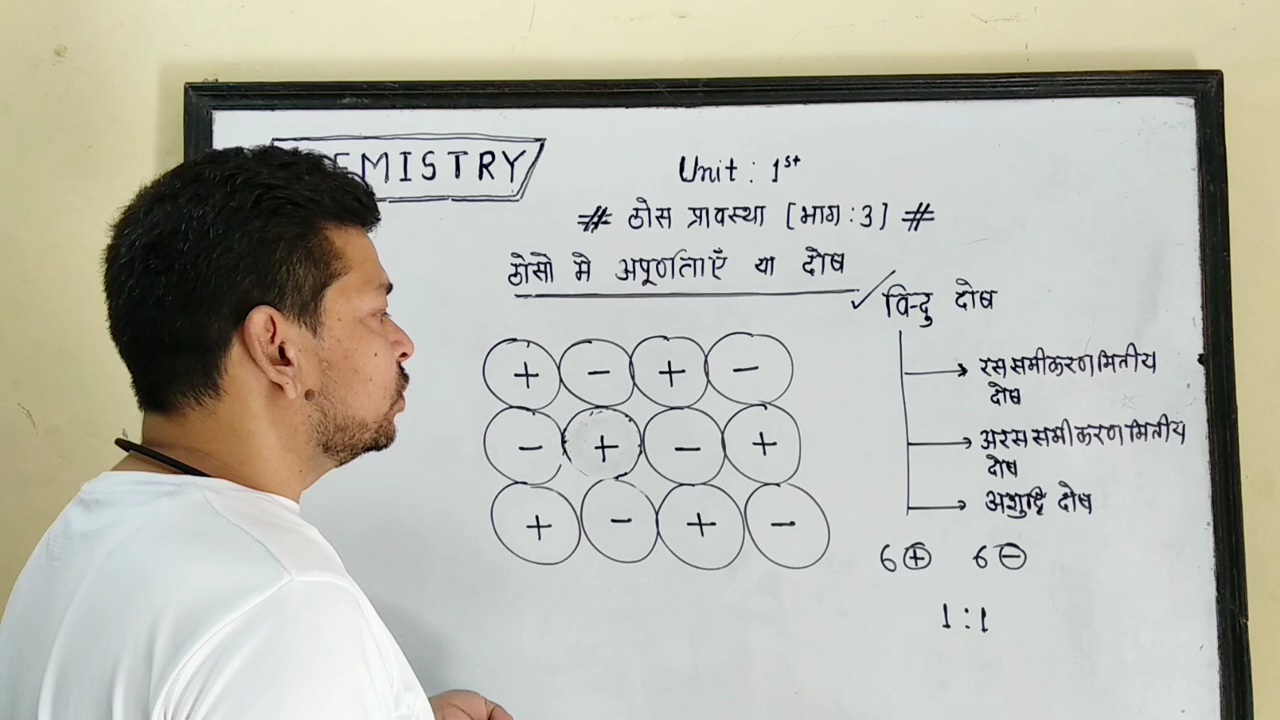 EMISTRY
Unit : 1st
# ठोस प्रावस्था [भाग : 3] #
ठोसो मे अपूर्णताएँ या दोष
✓ विन्दु दोष
→ रससमीकरणमितीय
दोष
→ अरससमीकरणमितीय
दोष
→ अशुद्दि दोष
+ - + -
- + - +
+ - + -
6 ⊕ 6 ⊖
1 : 1